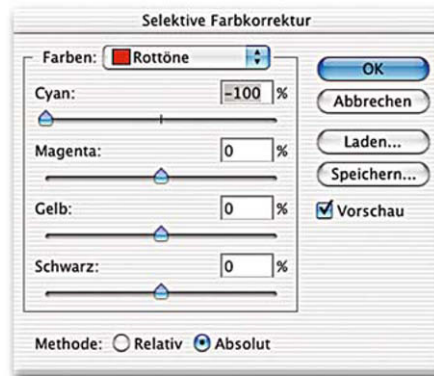 Selektive Farbkorrektur
Farben: Rottöne
Cyan: -100 %
Magenta: 0 %
Gelb: 0 %
Schwarz: 0 %
Methode: Relativ Absolut
OK
Abbrechen
Laden...
Speichern...
Vorschau